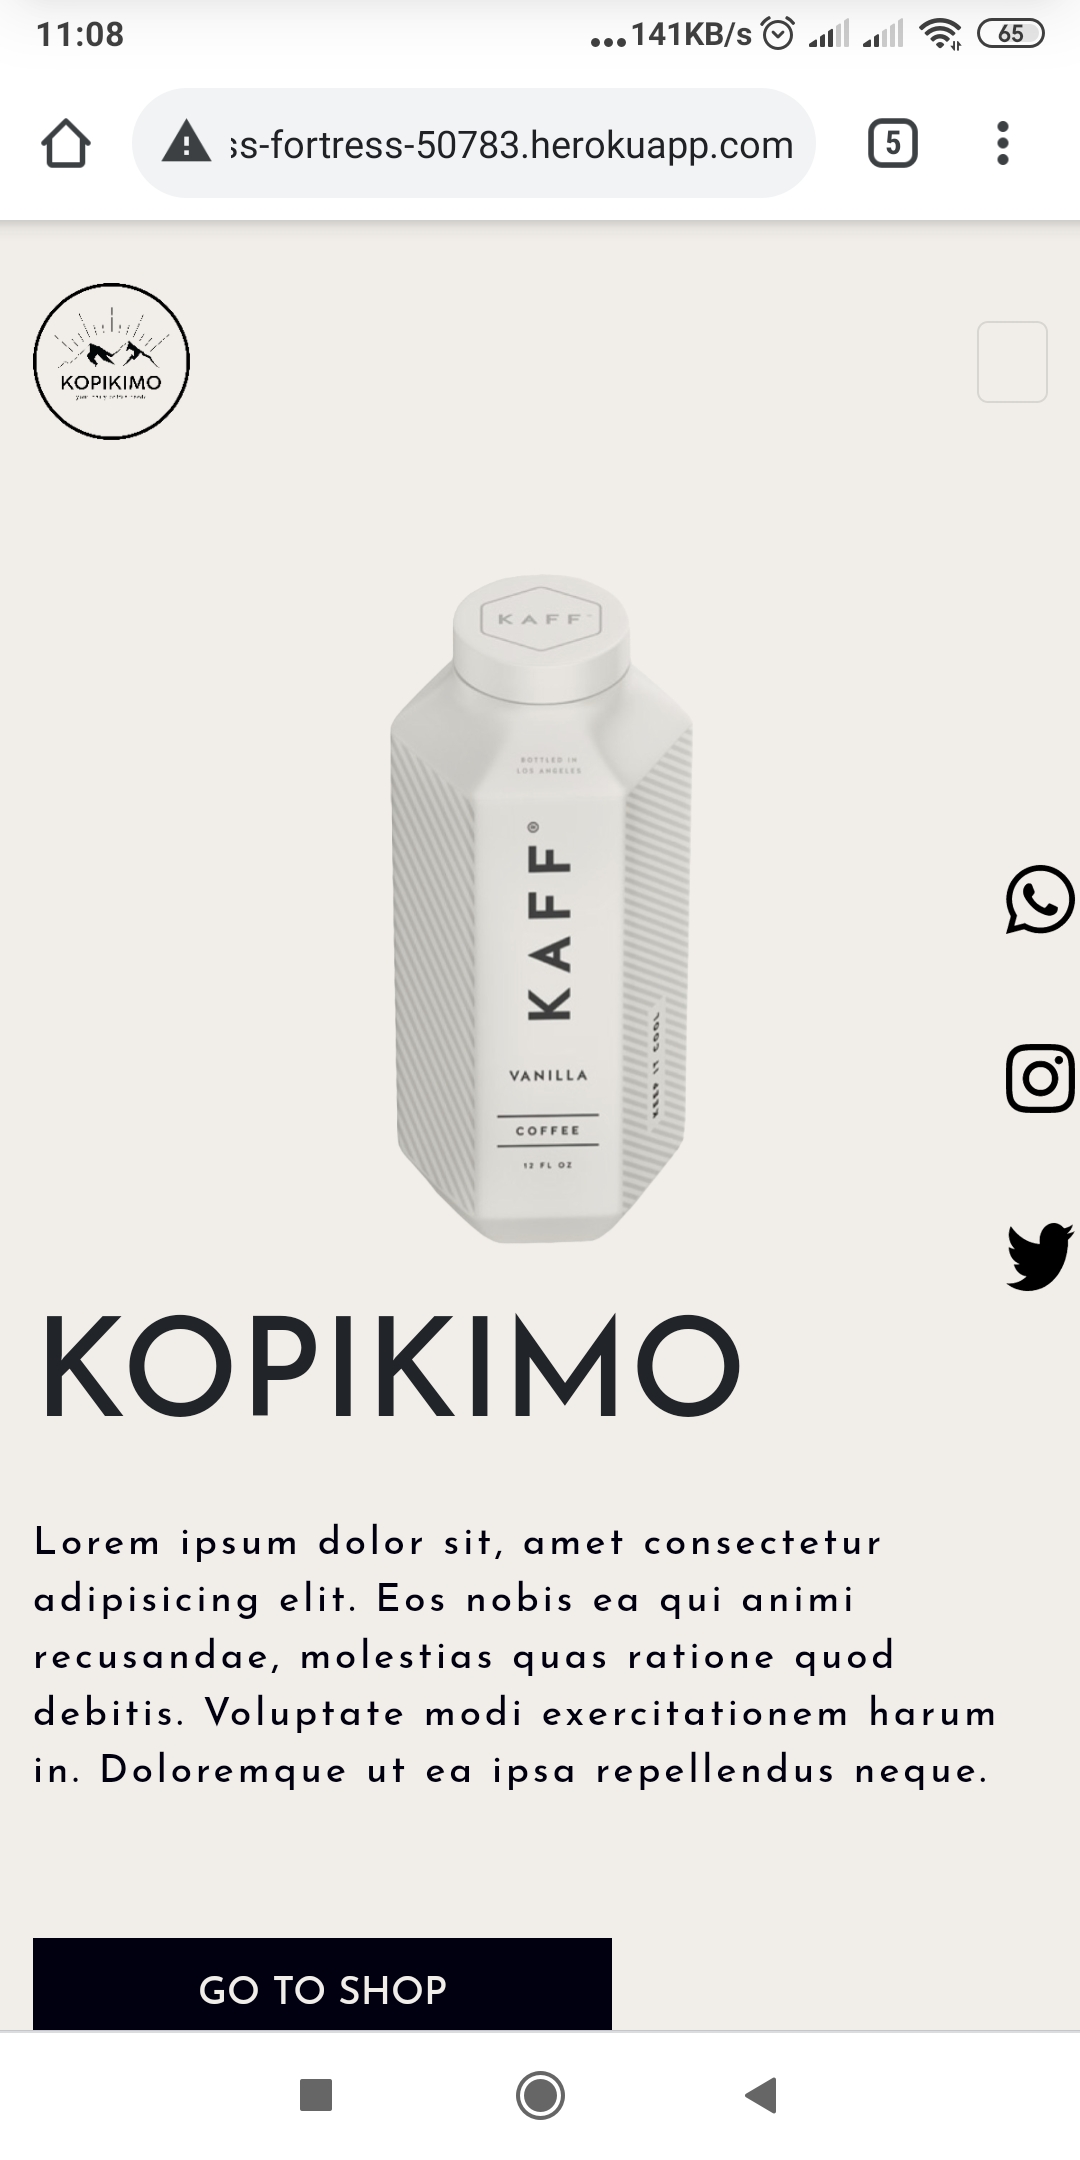 11:08
...141KB/s
65
ss-fortress-50783.herokuapp.com
5
KOPIKIMO
KAFF
BOTTLED IN
LOS ANGELES
KAFF®
VANILLA
COFFEE
12 FL OZ
KEEP IT COOL
KOPIKIMO
Lorem ipsum dolor sit, amet consectetur
adipisicing elit. Eos nobis ea qui animi
recusandae, molestias quas ratione quod
debitis. Voluptate modi exercitationem harum
in. Doloremque ut ea ipsa repellendus neque.
GO TO SHOP